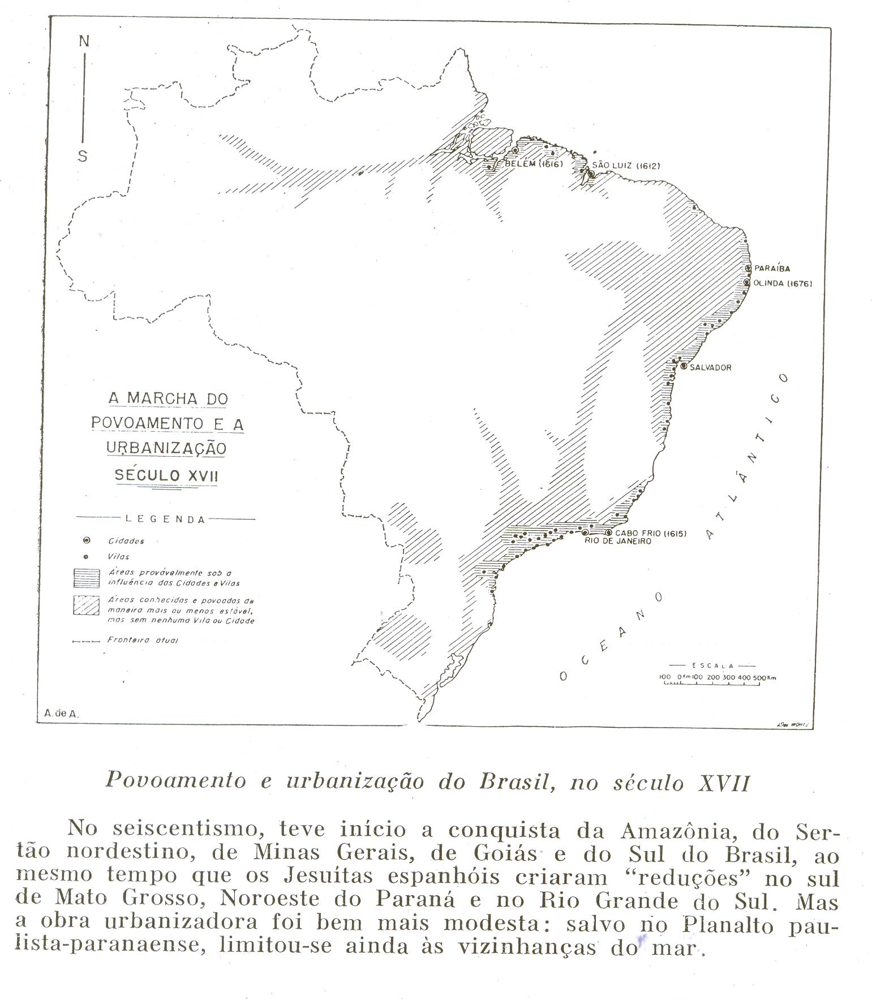 N
S
BELÉM (1616)
SÃO LUIZ (1612)
PARAÍBA
OLINDA (1676)
SALVADOR
CABO FRIO (1615)
RIO DE JANEIRO
OCEANO ATLÂNTICO
A MARCHA DO
POVOAMENTO E A
URBANIZAÇÃO
SÉCULO XVII
LEGENDA
Cidades
Vilas
Áreas provàvelmente sob a
influência das Cidades e Vilas
Áreas conhecidas e povoadas de
maneira mais ou menos estável,
mas sem nenhuma Vila ou Cidade
Fronteira atual
ESCALA
100 0 Km 100 200 300 400 500 Km
A. de A.
Povoamento e urbanização do Brasil, no século XVII
No seiscentismo, teve início a conquista da Amazônia, do Ser-
tão nordestino, de Minas Gerais, de Goiás e do Sul do Brasil, ao
mesmo tempo que os Jesuítas espanhóis criaram “reduções” no sul
de Mato Grosso, Noroeste do Paraná e no Rio Grande do Sul. Mas
a obra urbanizadora foi bem mais modesta: salvo no Planalto pau-
lista-paranaense, limitou-se ainda às vizinhanças do mar.